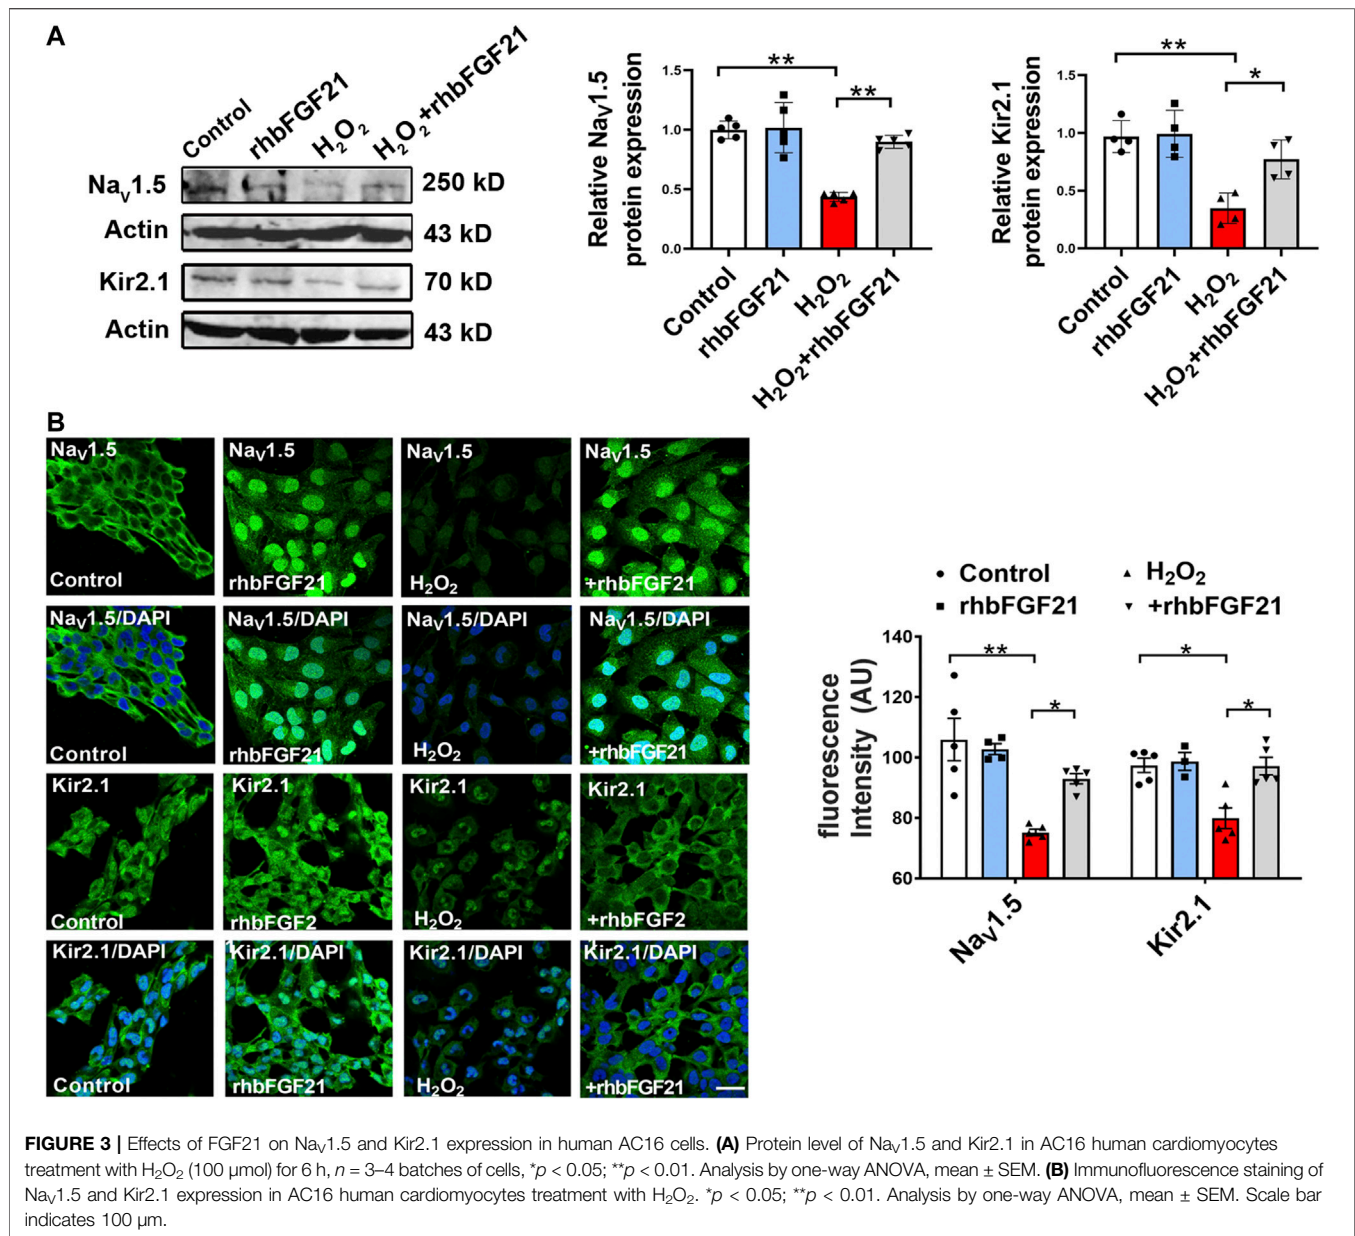 A
Control
rhbFGF21
H2O2
H2O2+rhbFGF21
NaV1.5
250 kD
Actin
43 kD
Kir2.1
70 kD
Actin
43 kD
Relative NaV1.5
protein expression
1.5
1.0
0.5
0.0
**
**
Control
rhbFGF21
H2O2
H2O2+rhbFGF21
Relative Kir2.1
protein expression
1.5
1.0
0.5
0.0
**
*
Control
rhbFGF21
H2O2
H2O2+rhbFGF21
B
NaV1.5
Control
NaV1.5
rhbFGF21
NaV1.5
H2O2
NaV1.5
+rhbFGF21
NaV1.5/DAPI
Control
NaV1.5/DAPI
rhbFGF21
NaV1.5/DAPI
H2O2
NaV1.5/DAPI
+rhbFGF21
Kir2.1
Control
Kir2.1
rhbFGF2
Kir2.1
H2O2
Kir2.1
+rhbFGF2
Kir2.1/DAPI
Control
Kir2.1/DAPI
rhbFGF21
Kir2.1/DAPI
H2O2
Kir2.1/DAPI
+rhbFGF21
Control
H2O2
rhbFGF21
+rhbFGF21
fluorescence
Intensity (AU)
140
120
100
80
60
**
*
*
*
NaV1.5
Kir2.1
FIGURE 3 | Effects of FGF21 on NaV1.5 and Kir2.1 expression in human AC16 cells. (A) Protein level of NaV1.5 and Kir2.1 in AC16 human cardiomyocytes
treatment with H2O2 (100 μmol) for 6 h, n = 3–4 batches of cells, *p < 0.05; **p < 0.01. Analysis by one-way ANOVA, mean ± SEM. (B) Immunofluorescence staining of
NaV1.5 and Kir2.1 expression in AC16 human cardiomyocytes treatment with H2O2. *p < 0.05; **p < 0.01. Analysis by one-way ANOVA, mean ± SEM. Scale bar
indicates 100 μm.